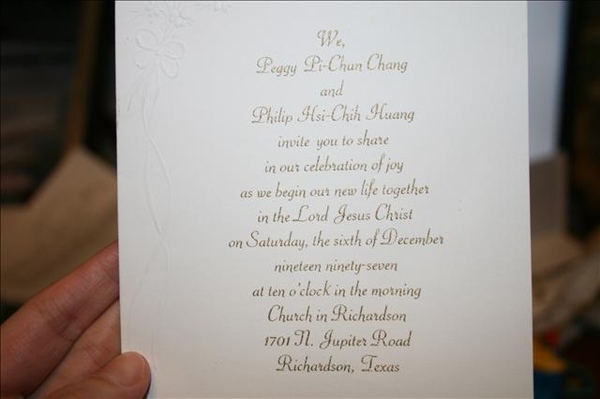 We,
Peggy Pi-Chun Chang
and
Philip Hsi-Chih Huang
invite you to share
in our celebration of joy
as we begin our new life together
in the Lord Jesus Christ
on Saturday, the sixth of December
nineteen ninety-seven
at ten o'clock in the morning
Church in Richardson
1701 N. Jupiter Road
Richardson, Texas